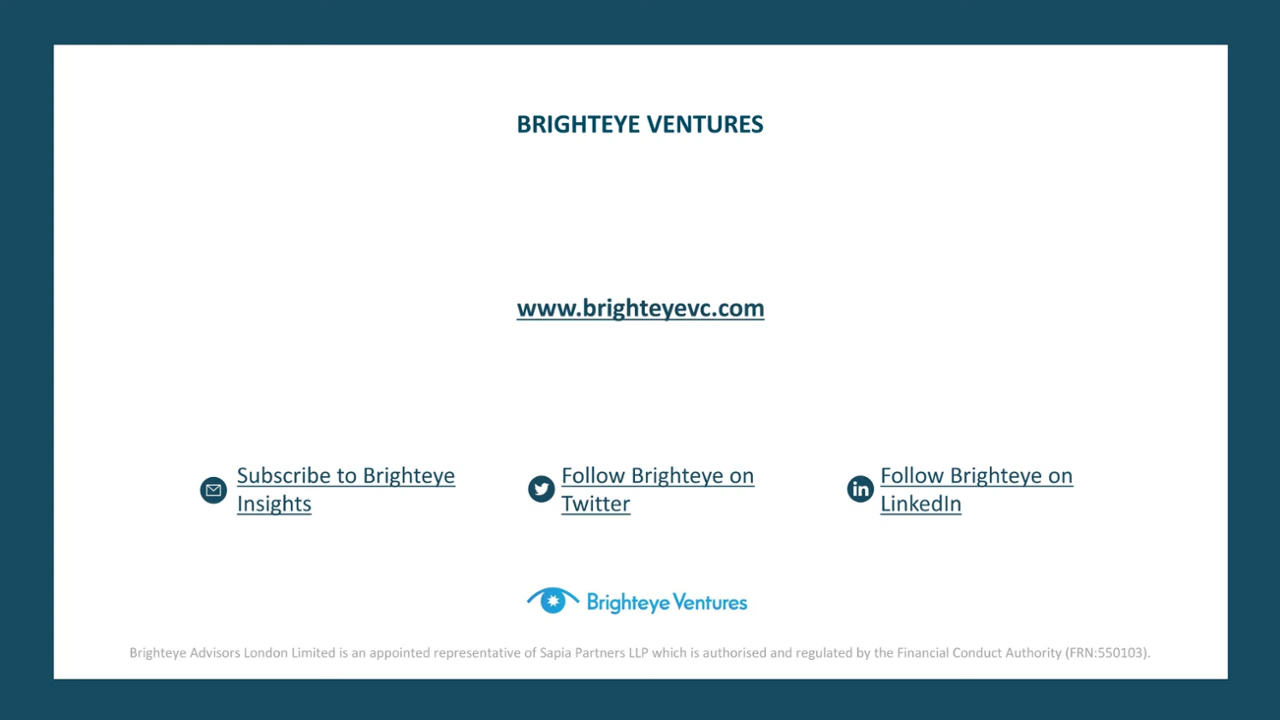 BRIGHTEYE VENTURES
www.brighteyevc.com
Subscribe to Brighteye
Insights
Follow Brighteye on
Twitter
Follow Brighteye on
LinkedIn
Brighteye Ventures
Brighteye Advisors London Limited is an appointed representative of Sapia Partners LLP which is authorised and regulated by the Financial Conduct Authority (FRN:550103).